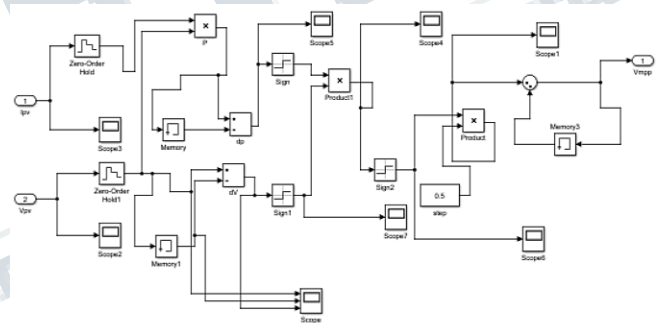 P
Scope5
Scope4
Scope1
Zero-Order
Hold
Sign
1
Vmpp
1
Ipv
Product1
Memory3
Scope3
Memory
dp
Product
Zero-Order
Hold1
dV
Sign2
2
Vpv
Sign1
0.5
step
Scope2
Memory1
Scope7
Scope6
Scope